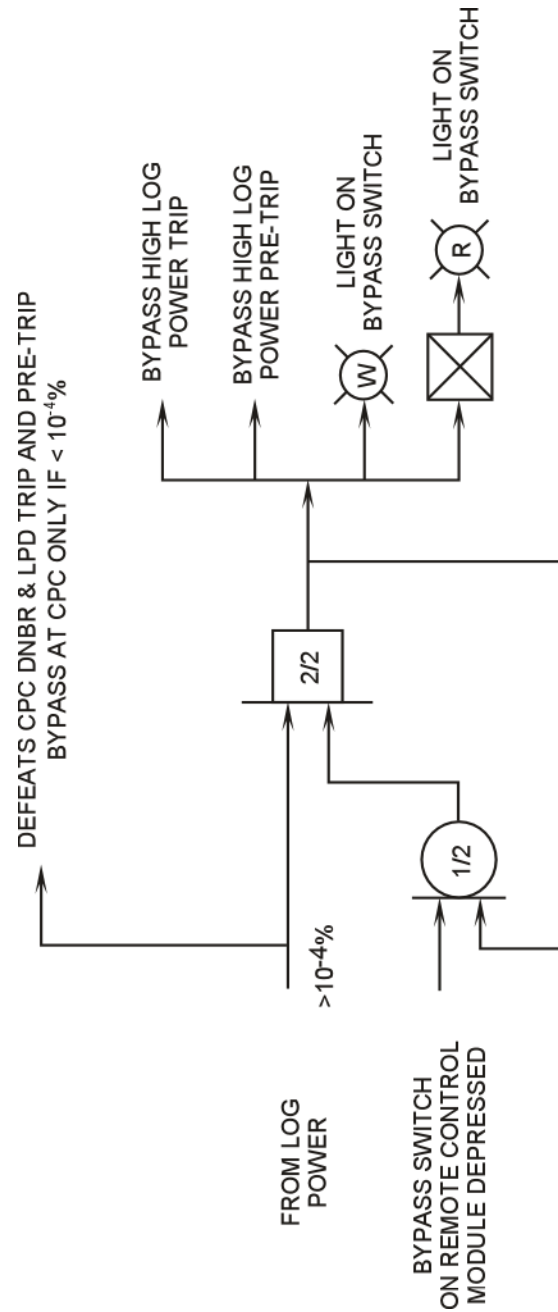 DEFEATS CPC DNBR & LPD TRIP AND PRE-TRIP
BYPASS AT CPC ONLY IF < 10⁻⁴%
BYPASS HIGH LOG
POWER TRIP
BYPASS HIGH LOG
POWER PRE-TRIP
LIGHT ON
BYPASS SWITCH
LIGHT ON
BYPASS SWITCH
W
R
2/2
1/2
>10-4%
FROM LOG
POWER
BYPASS SWITCH
ON REMOTE CONTROL
MODULE DEPRESSED